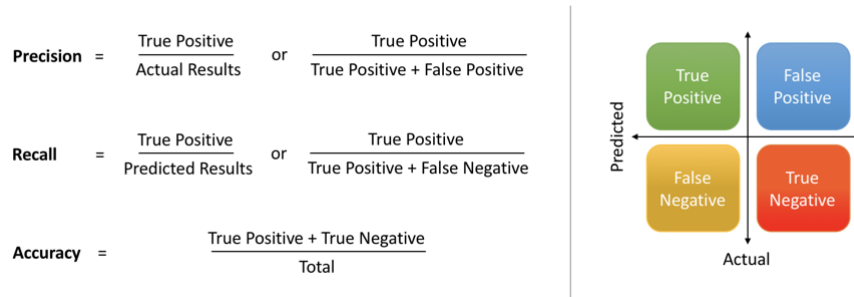 Precision = True Positive / Actual Results or True Positive / True Positive + False Positive
Recall = True Positive / Predicted Results or True Positive / True Positive + False Negative
Accuracy = True Positive + True Negative / Total
Predicted
True
Positive
False
Positive
False
Negative
True
Negative
Actual